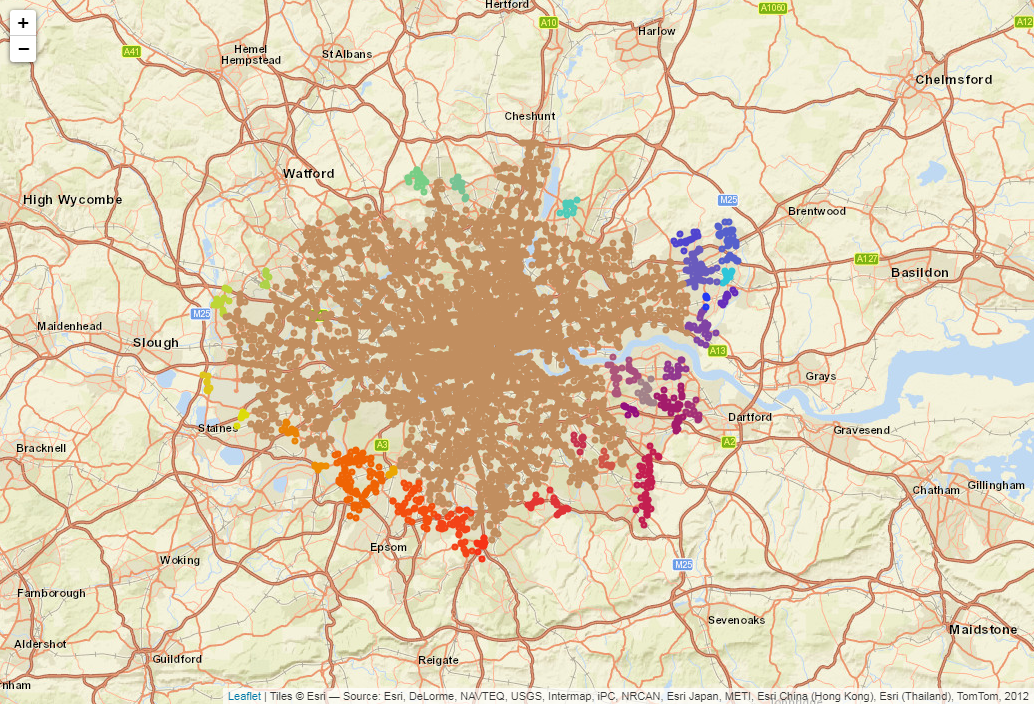 +
−
Hertford
A10
A1060
A12
A41
Hemel
Hempstead
St Albans
Harlow
Chelmsford
Cheshunt
Watford
High Wycombe
M25
Brentwood
A127
Basildon
M25
Maidenhead
Slough
A13
Grays
Staines
Dartford
Gravesend
Bracknell
A3
A2
Chatham
Gillingham
Epsom
Woking
M25
Farnborough
Sevenoaks
Maidstone
Aldershot
Guildford
Reigate
nham
Leaflet | Tiles © Esri — Source: Esri, DeLorme, NAVTEQ, USGS, Intermap, iPC, NRCAN, Esri Japan, METI, Esri China (Hong Kong), Esri (Thailand), TomTom, 2012